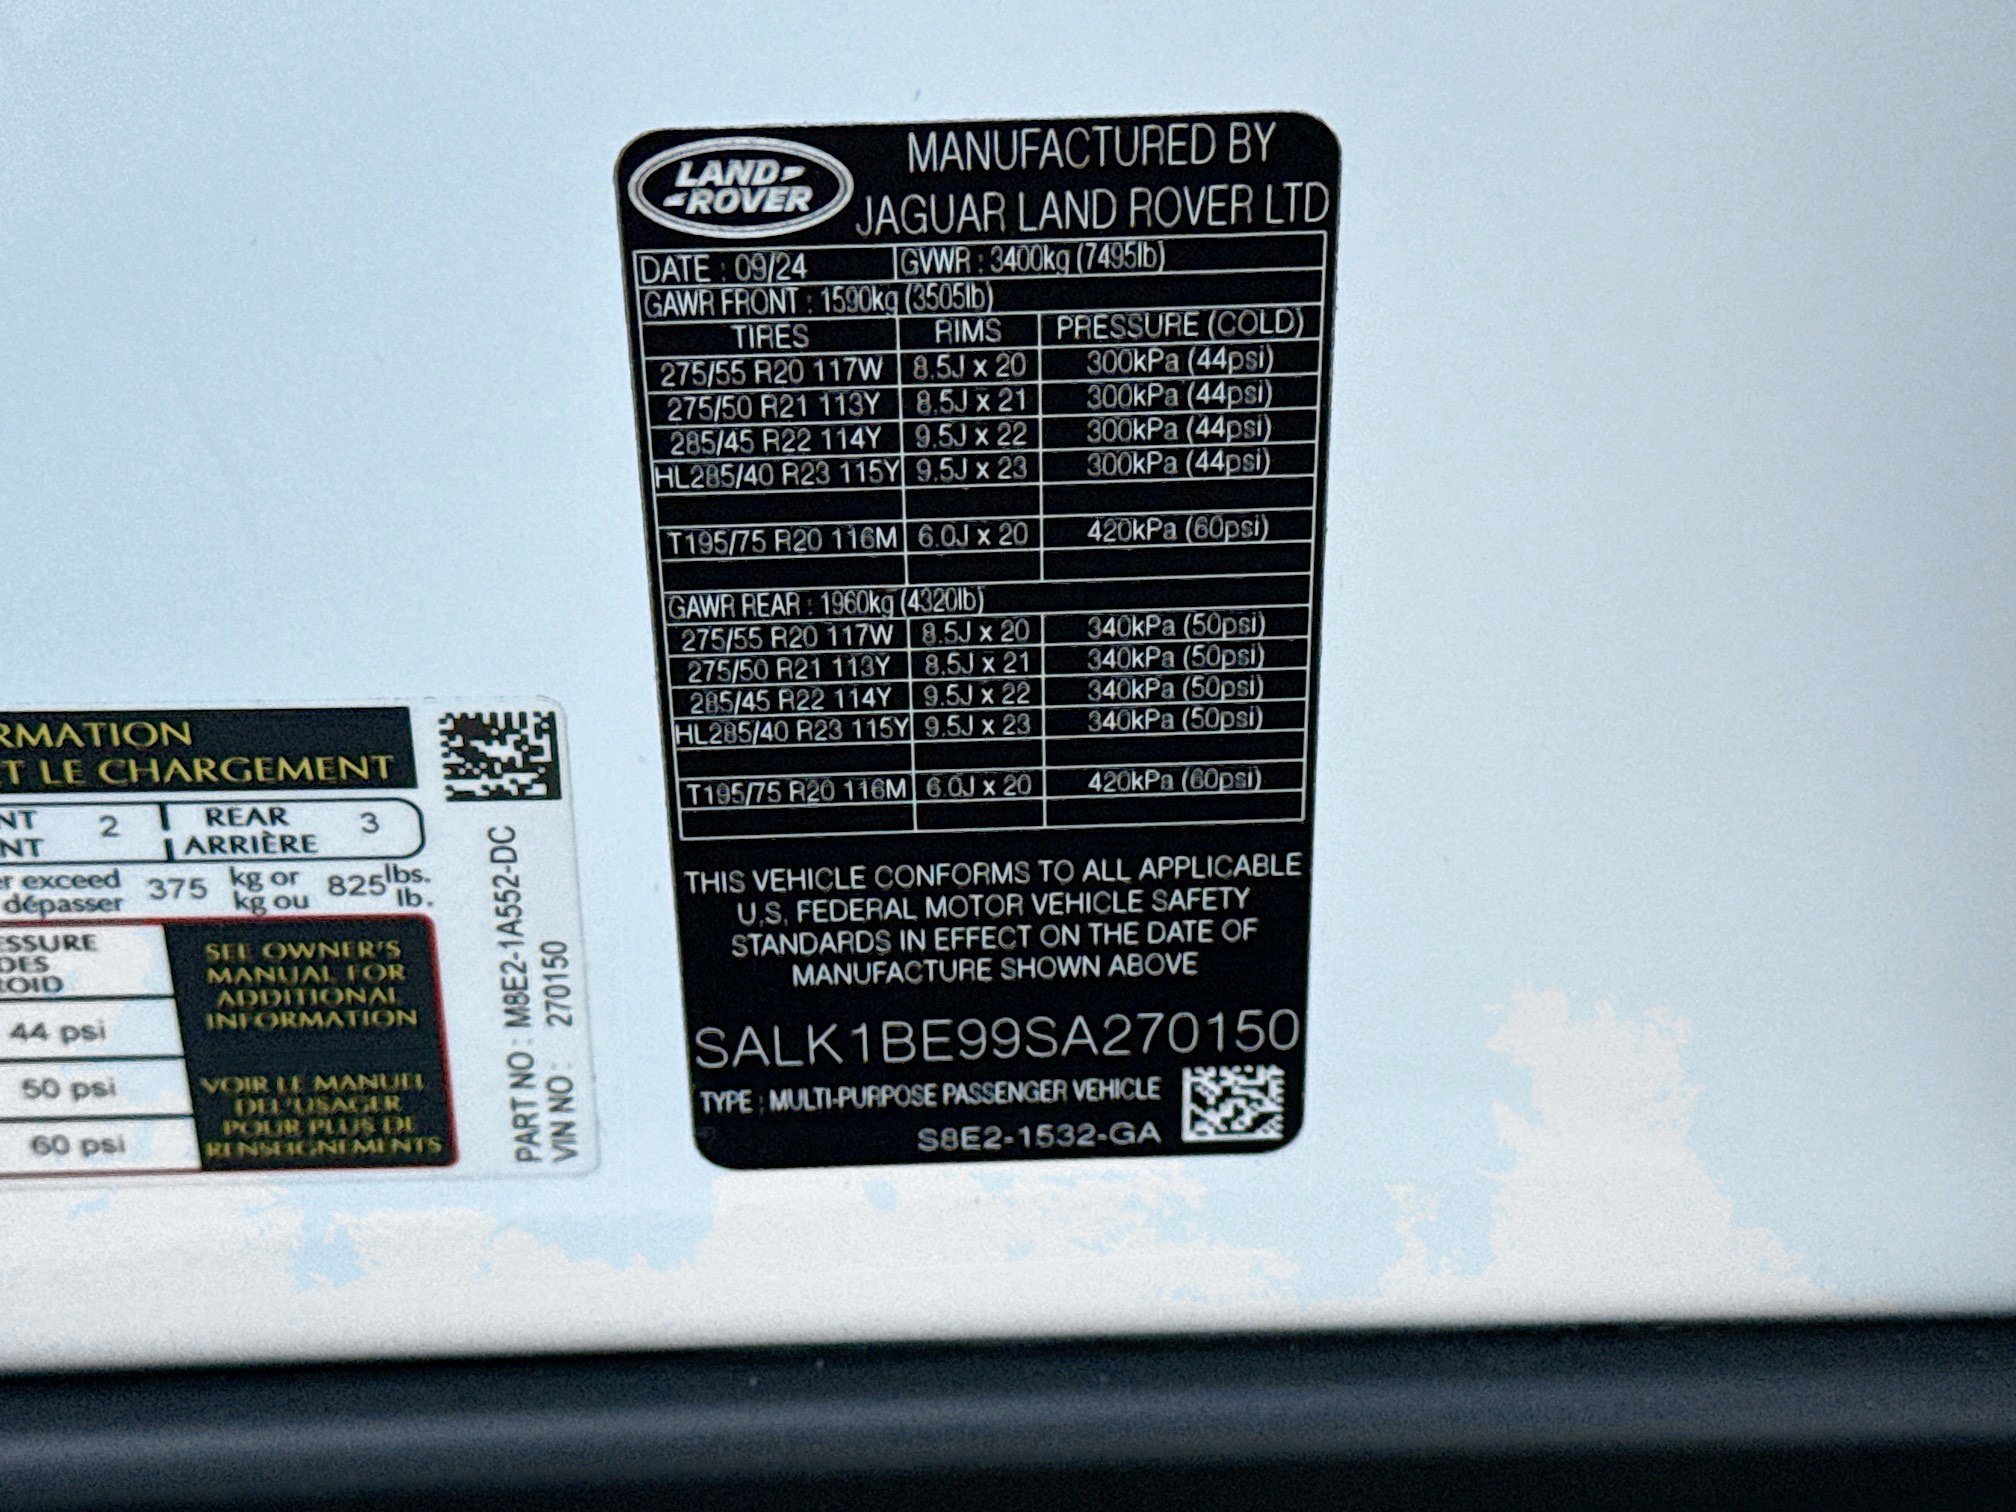 LAND-
-ROVER
MANUFACTURED BY
JAGUAR LAND ROVER LTD
DATE : 09/24 GVWR : 3400kg (7495lb)
GAWR FRONT : 1590kg (3505lb)
TIRES RIMS PRESSURE (COLD)
275/55 R20 117W 8.5J x 20 300kPa (44psi)
275/50 R21 113Y 8.5J x 21 300kPa (44psi)
285/45 R22 114Y 9.5J x 22 300kPa (44psi)
HL285/40 R23 115Y 9.5J x 23 300kPa (44psi)
T195/75 R20 116M 6.0J x 20 420kPa (60psi)
GAWR REAR : 1960kg (4320lb)
275/55 R20 117W 8.5J x 20 340kPa (50psi)
275/50 R21 113Y 8.5J x 21 340kPa (50psi)
285/45 R22 114Y 9.5J x 22 340kPa (50psi)
HL285/40 R23 115Y 9.5J x 23 340kPa (50psi)
T195/75 R20 116M 6.0J x 20 420kPa (60psi)
THIS VEHICLE CONFORMS TO ALL APPLICABLE
U.S. FEDERAL MOTOR VEHICLE SAFETY
STANDARDS IN EFFECT ON THE DATE OF
MANUFACTURE SHOWN ABOVE
SALK1BE99SA270150
TYPE : MULTI-PURPOSE PASSENGER VEHICLE
S8E2-1532-GA
RMATION
T LE CHARGEMENT
NT 2 REAR 3
NT ARRIÈRE
er exceed 375 kg or 825 lbs.
dépasser kg ou lb.
ESSURE
DES
ROID
44 psi
50 psi
60 psi
SEE OWNER'S
MANUAL FOR
ADDITIONAL
INFORMATION
VOIR LE MANUEL
DE L'USAGER
POUR PLUS DE
RENSEIGNEMENTS
PART NO : M8E2-1A552-DC
VIN NO : 270150